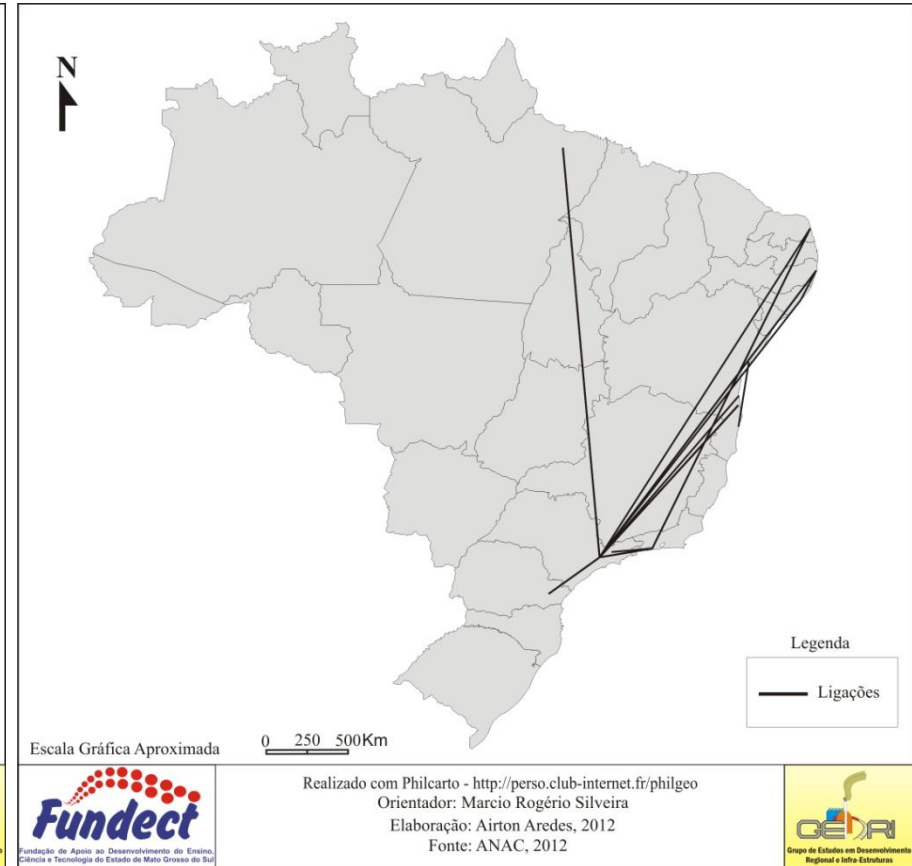 N
Legenda
Ligações
Escala Gráfica Aproximada
0 250 500Km
Fundect
Fundação de Apoio ao Desenvolvimento do Ensino,
Ciência e Tecnologia do Estado de Mato Grosso do Sul
Realizado com Philcarto - http://perso.club-internet.fr/philgeo
Orientador: Marcio Rogério Silveira
Elaboração: Airton Aredes, 2012
Fonte: ANAC, 2012
GEDRI
Grupo de Estudos em Desenvolvimento
Regional e Infra-Estruturas